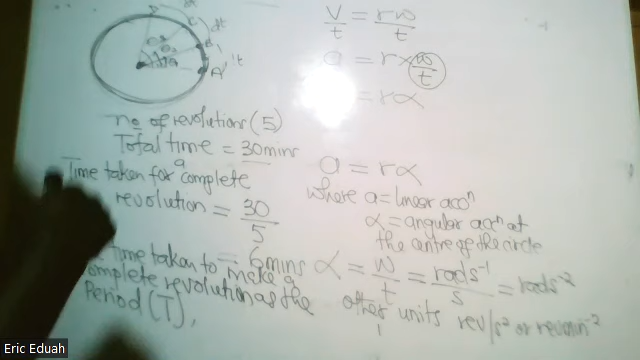 V/t = rω/t
a = r × ω/t
= rα
no of revolutions (5)
Total time = 30mins
Time taken for a complete
revolution = 30/5
= 6mins
time taken to make a
complete revolution as the
Period (T),
a = rα
where a = linear accⁿ
α = angular accⁿ at
the centre of the circle
α = ω/t = rads⁻¹/s = rads⁻²
other units rev/s² or revmin⁻²
Eric Eduah